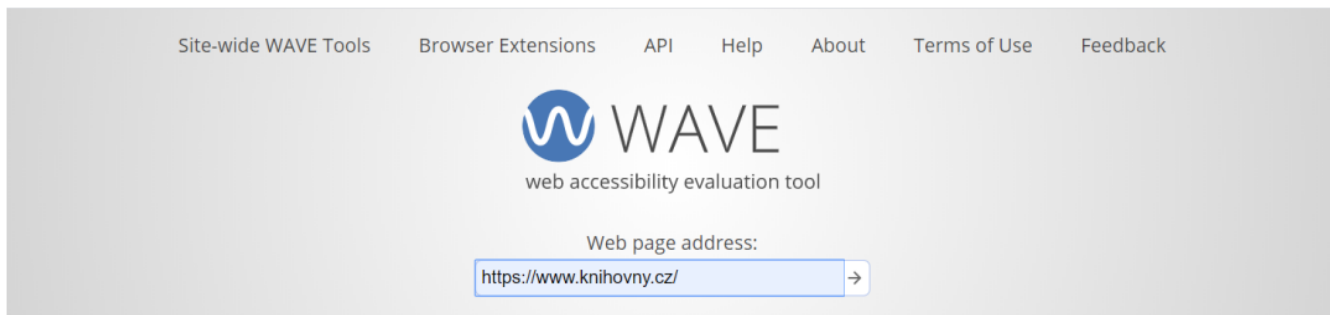 Site-wide WAVE Tools Browser Extensions API Help About Terms of Use Feedback
WAVE
web accessibility evaluation tool
Web page address:
https://www.knihovny.cz/